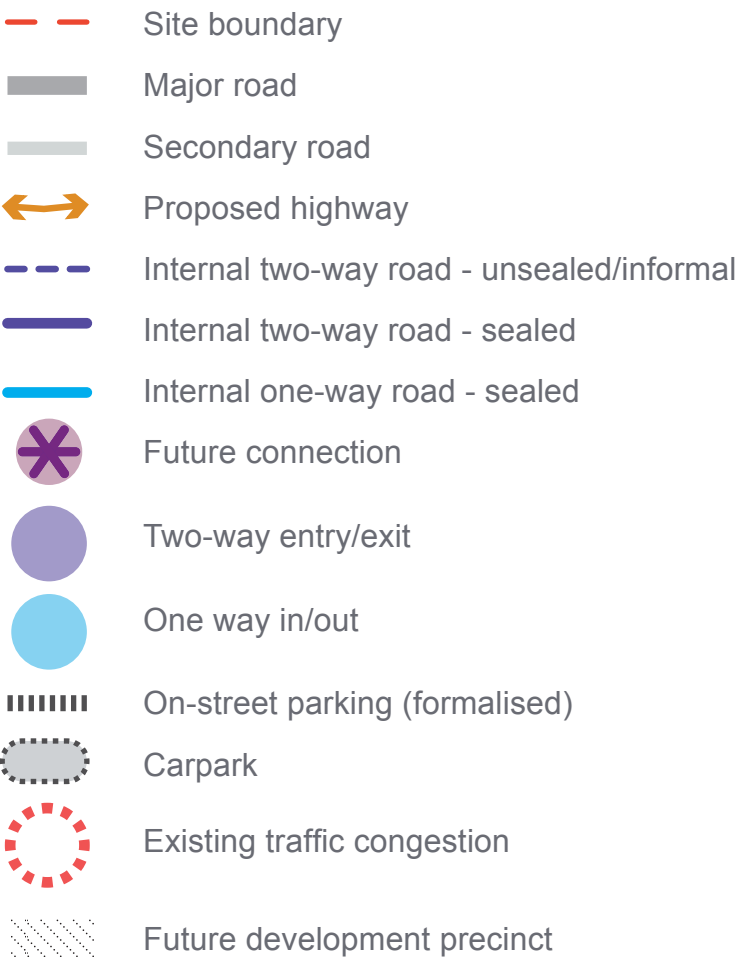 Site boundary
Major road
Secondary road
Proposed highway
Internal two-way road - unsealed/informal
Internal two-way road - sealed
Internal one-way road - sealed
Future connection
Two-way entry/exit
One way in/out
On-street parking (formalised)
Carpark
Existing traffic congestion
Future development precinct